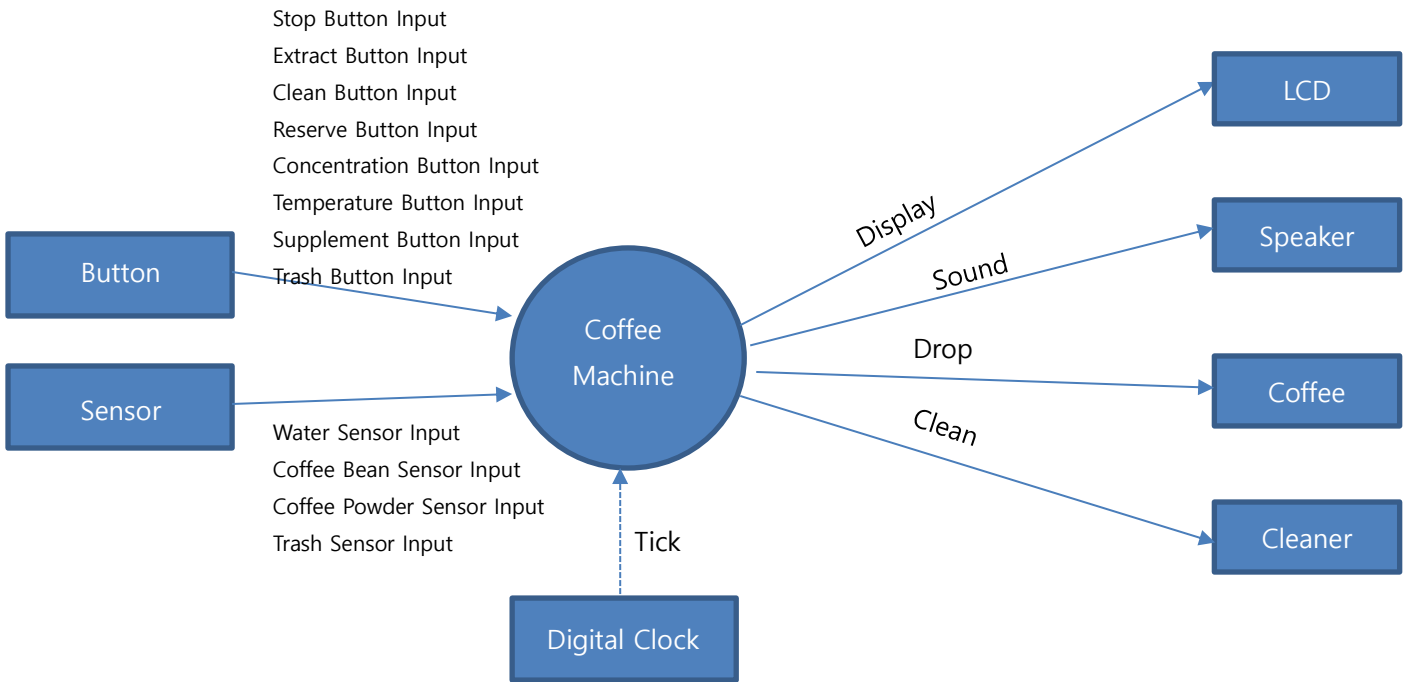 Stop Button Input
Extract Button Input
Clean Button Input
Reserve Button Input
Concentration Button Input
Temperature Button Input
Supplement Button Input
Trash Button Input
Button
Sensor
Water Sensor Input
Coffee Bean Sensor Input
Coffee Powder Sensor Input
Trash Sensor Input
Coffee
Machine
Tick
Digital Clock
Display
Sound
Drop
Clean
LCD
Speaker
Coffee
Cleaner